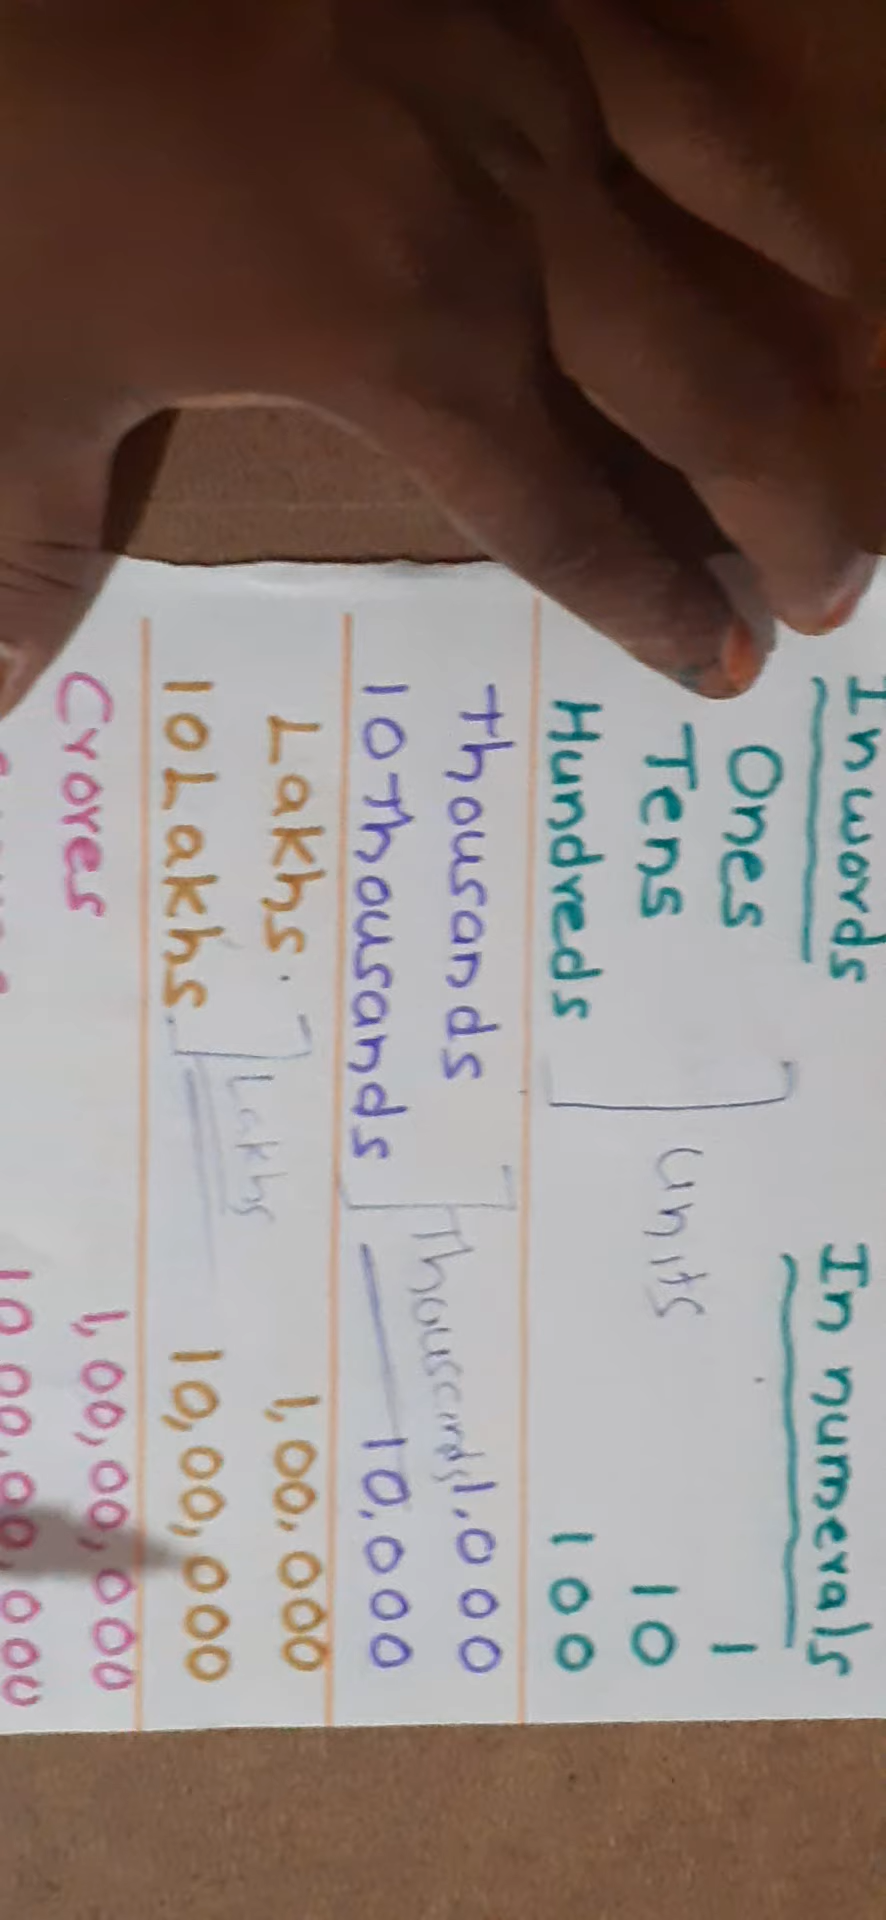 In words In numerals
Ones 1
Tens 10
Hundreds 100
units
Thousands 1,000
10 Thousands 10,000
Thousands
Lakhs. 1,00,000
10 Lakhs 10,00,000
Lakhs
Crores 1,00,00,000